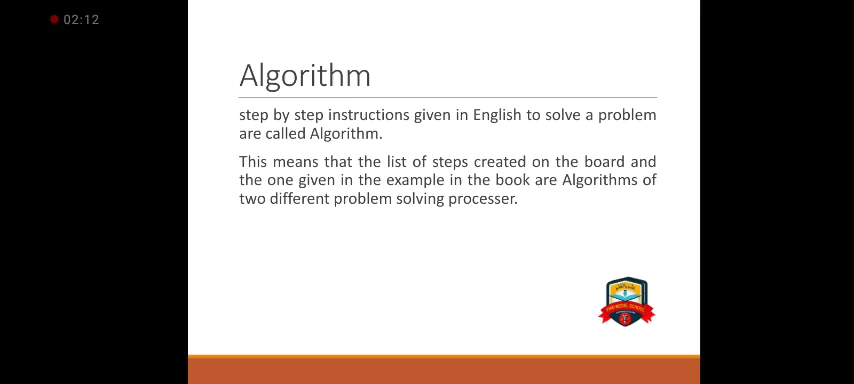 02:12
Algorithm
step by step instructions given in English to solve a problem
are called Algorithm.
This means that the list of steps created on the board and
the one given in the example in the book are Algorithms of
two different problem solving processer.